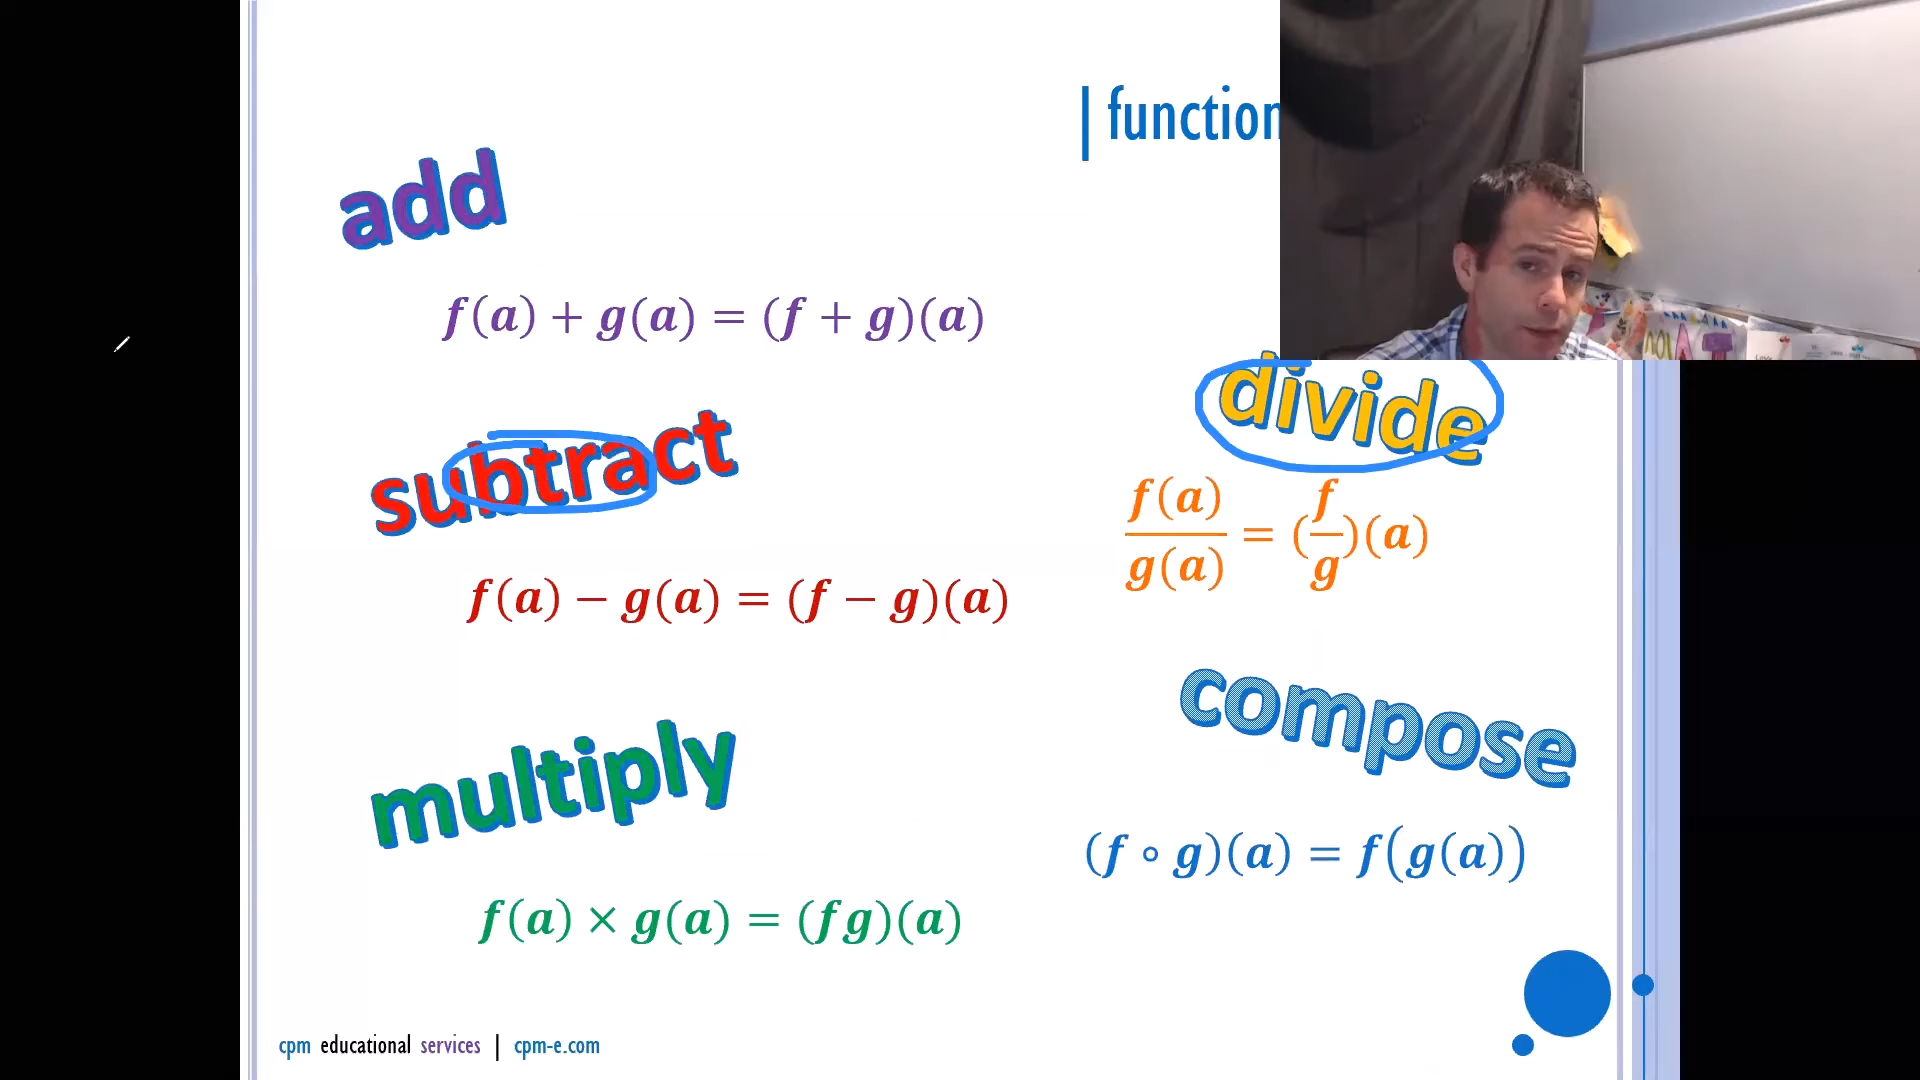 | function
add
f(a) + g(a) = (f + g)(a)
subtract
f(a) − g(a) = (f − g)(a)
multiply
f(a) × g(a) = (fg)(a)
divide
f(a)/g(a) = (f/g)(a)
compose
(f ∘ g)(a) = f(g(a))
cpm educational services | cpm-e.com